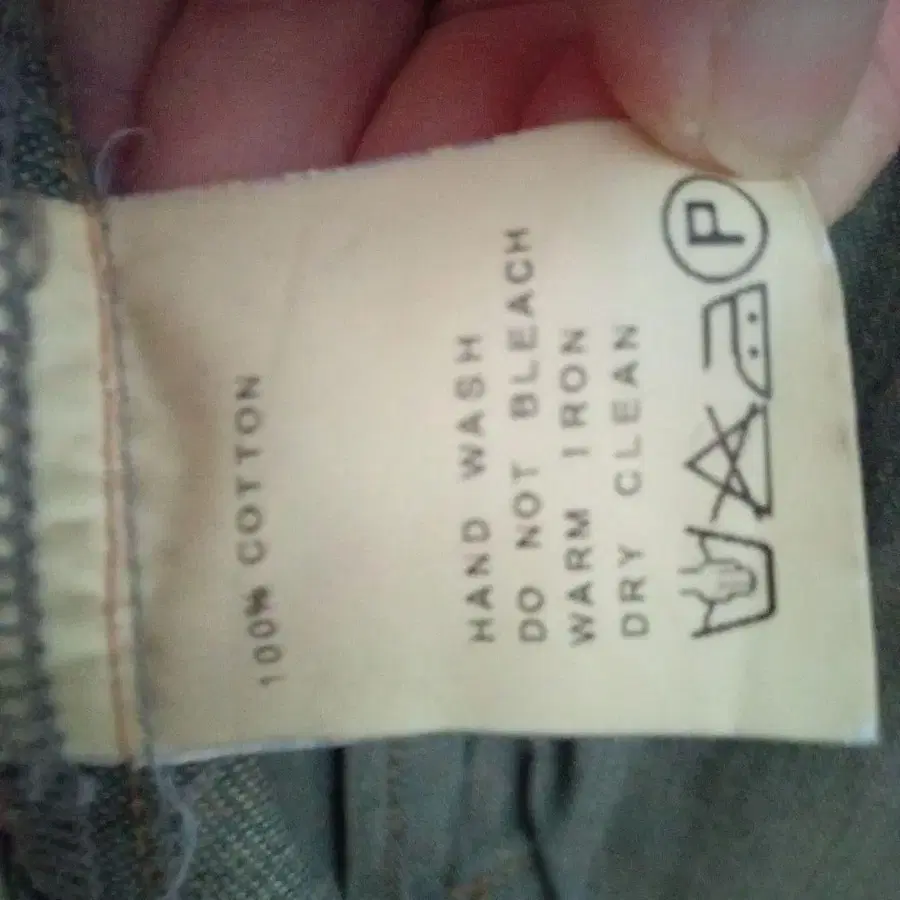 100% COTTON
HAND WASH
DO NOT BLEACH
WARM IRON
DRY CLEAN
P